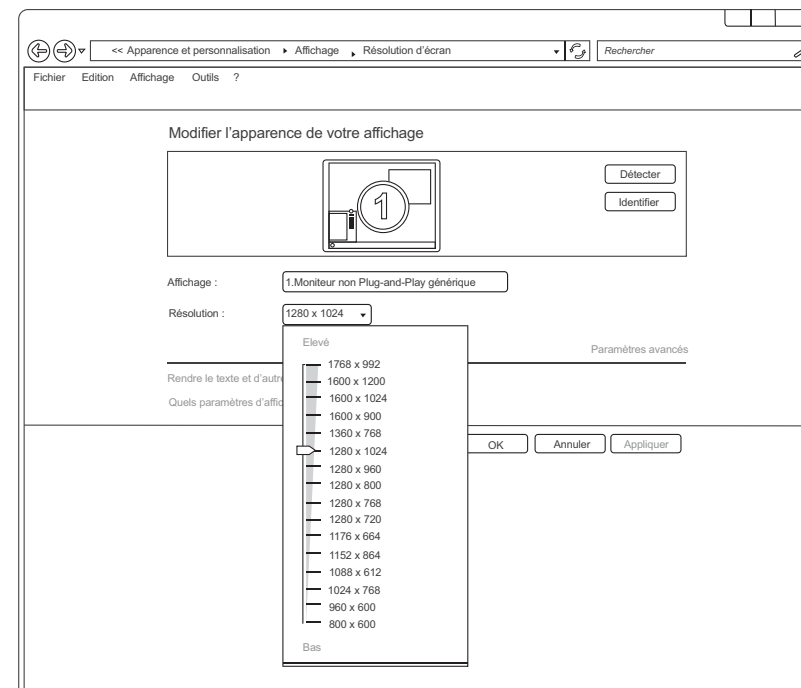 << Apparence et personnalisation Affichage Résolution d'écran Rechercher
Fichier Edition Affichage Outils ?
Modifier l'apparence de votre affichage
1
Détecter
Identifier
Affichage : 1.Moniteur non Plug-and-Play générique
Résolution : 1280 x 1024
Elevé
Paramètres avancés
1768 x 992
Rendre le texte et d'autre
1600 x 1200
1600 x 1024
Quels paramètres d'affic
1600 x 900
1360 x 768
1280 x 1024
OK Annuler Appliquer
1280 x 960
1280 x 800
1280 x 768
1280 x 720
1176 x 664
1152 x 864
1088 x 612
1024 x 768
960 x 600
800 x 600
Bas